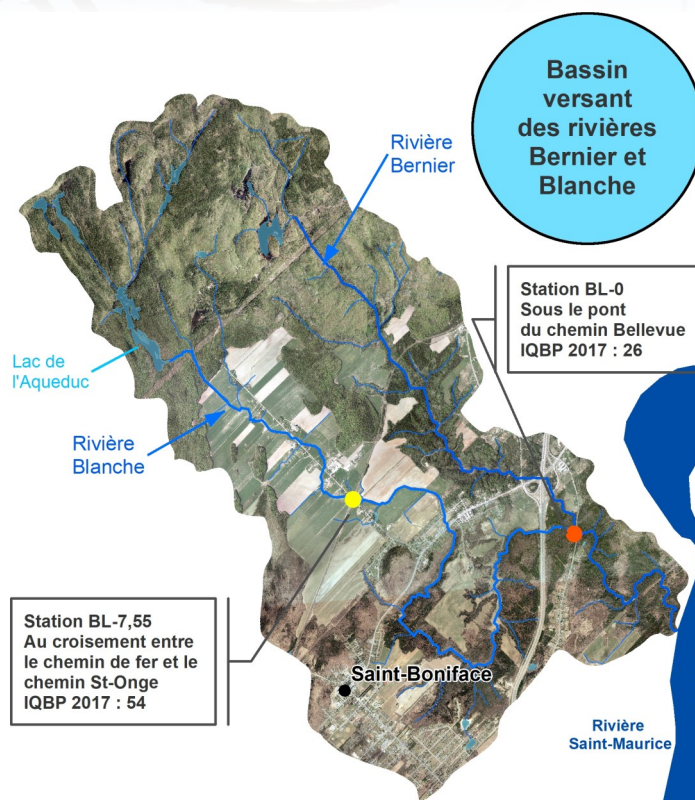 Bassin
versant
des rivières
Bernier et
Blanche
Rivière
Bernier
Station BL-0
Sous le pont
du chemin Bellevue
IQBP 2017 : 26
Lac de
l'Aqueduc
Rivière
Blanche
Station BL-7,55
Au croisement entre
le chemin de fer et le
chemin St-Onge
IQBP 2017 : 54
Saint-Boniface
Rivière
Saint-Maurice